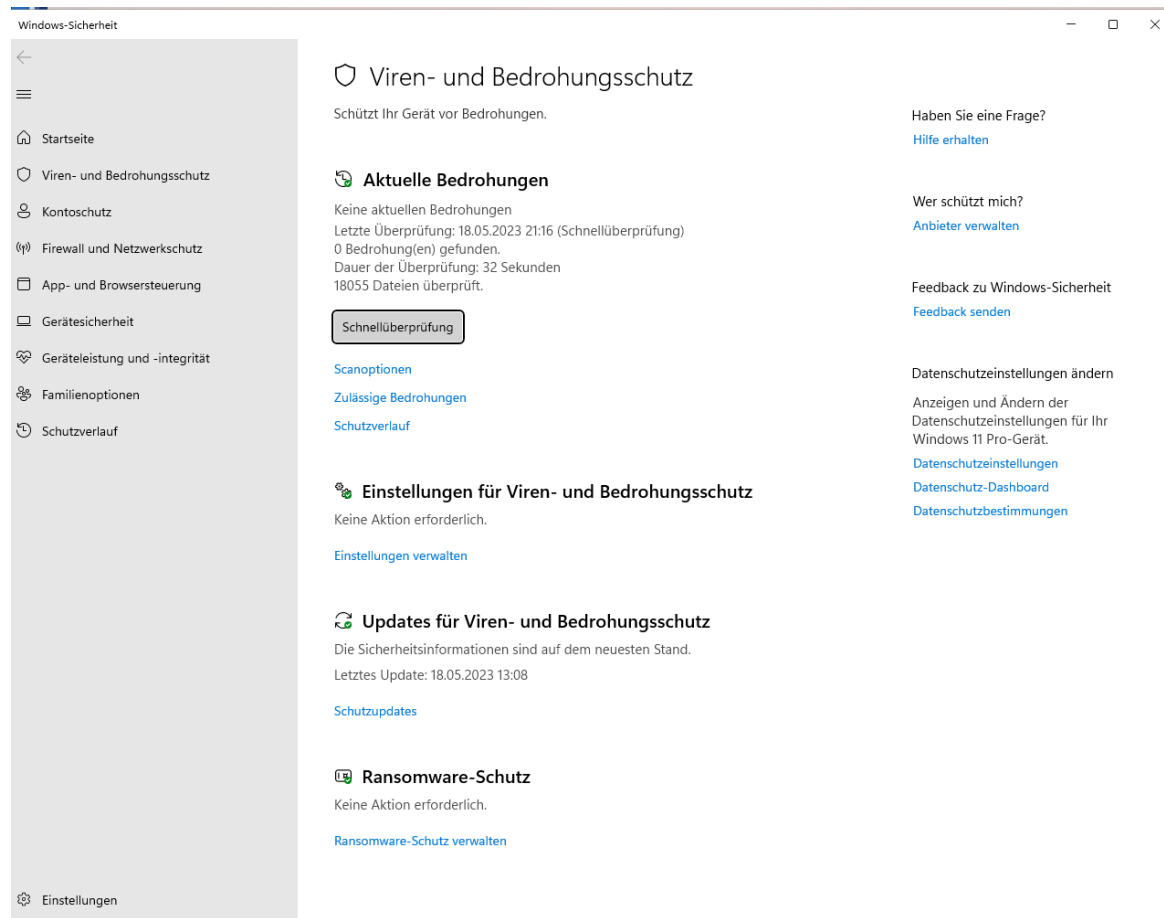 Windows-Sicherheit
Startseite
Viren- und Bedrohungsschutz
Kontoschutz
Firewall und Netzwerkschutz
App- und Browsersteuerung
Gerätesicherheit
Geräteleistung und -integrität
Familienoptionen
Schutzverlauf
Einstellungen
Viren- und Bedrohungsschutz
Schützt Ihr Gerät vor Bedrohungen.
Aktuelle Bedrohungen
Keine aktuellen Bedrohungen
Letzte Überprüfung: 18.05.2023 21:16 (Schnellüberprüfung)
0 Bedrohung(en) gefunden.
Dauer der Überprüfung: 32 Sekunden
18055 Dateien überprüft.
Schnellüberprüfung
Scanoptionen
Zulässige Bedrohungen
Schutzverlauf
Einstellungen für Viren- und Bedrohungsschutz
Keine Aktion erforderlich.
Einstellungen verwalten
Updates für Viren- und Bedrohungsschutz
Die Sicherheitsinformationen sind auf dem neuesten Stand.
Letztes Update: 18.05.2023 13:08
Schutzupdates
Ransomware-Schutz
Keine Aktion erforderlich.
Ransomware-Schutz verwalten
Haben Sie eine Frage?
Hilfe erhalten
Wer schützt mich?
Anbieter verwalten
Feedback zu Windows-Sicherheit
Feedback senden
Datenschutzeinstellungen ändern
Anzeigen und Ändern der
Datenschutzeinstellungen für Ihr
Windows 11 Pro-Gerät.
Datenschutzeinstellungen
Datenschutz-Dashboard
Datenschutzbestimmungen